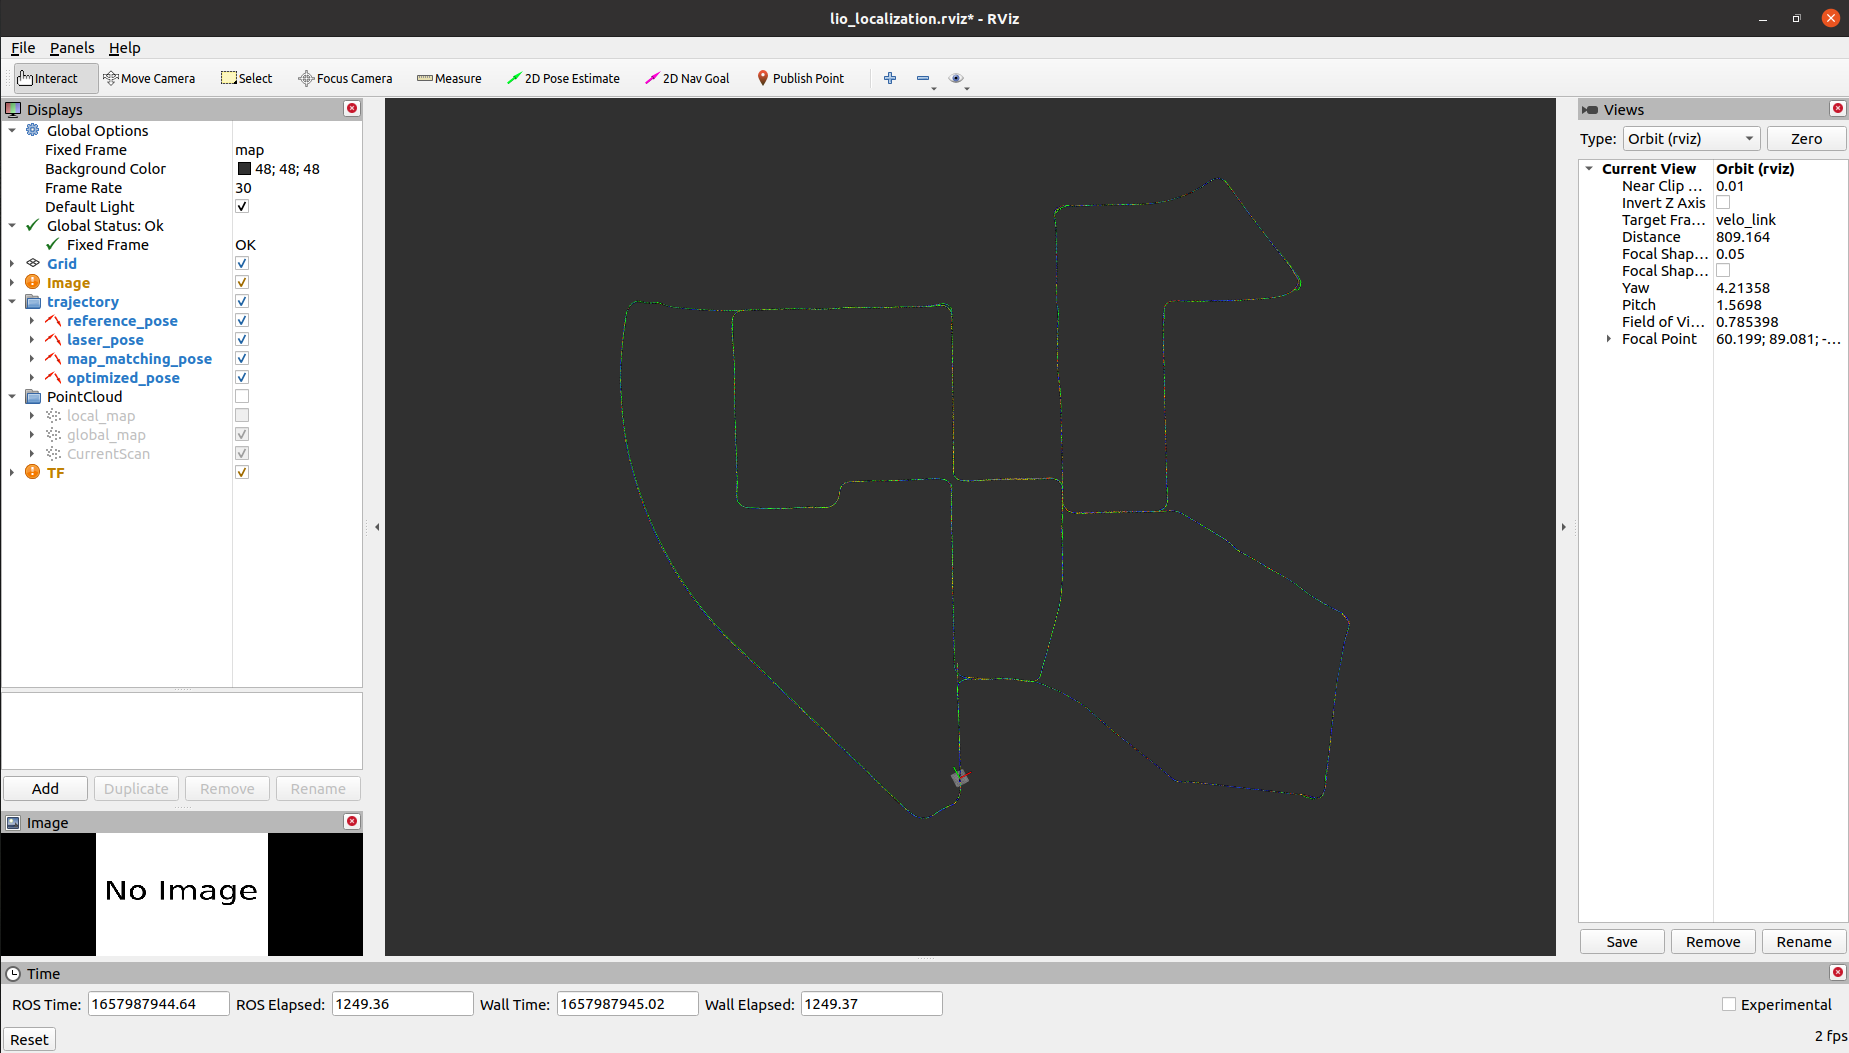 lio_localization.rviz* - RViz
File Panels Help
Interact Move Camera Select Focus Camera Measure 2D Pose Estimate 2D Nav Goal Publish Point
Displays
Global Options
Fixed Frame map
Background Color 48; 48; 48
Frame Rate 30
Default Light
Global Status: Ok
Fixed Frame OK
Grid
Image
trajectory
reference_pose
laser_pose
map_matching_pose
optimized_pose
PointCloud
local_map
global_map
CurrentScan
TF
Add Duplicate Remove Rename
Image
No Image
Views
Type: Orbit (rviz) Zero
Current View Orbit (rviz)
Near Clip ... 0.01
Invert Z Axis
Target Fra... velo_link
Distance 809.164
Focal Shap... 0.05
Focal Shap...
Yaw 4.21358
Pitch 1.5698
Field of Vi... 0.785398
Focal Point 60.199; 89.081; -...
Save Remove Rename
Time
ROS Time: 1657987944.64 ROS Elapsed: 1249.36 Wall Time: 1657987945.02 Wall Elapsed: 1249.37 Experimental
Reset 2 fps